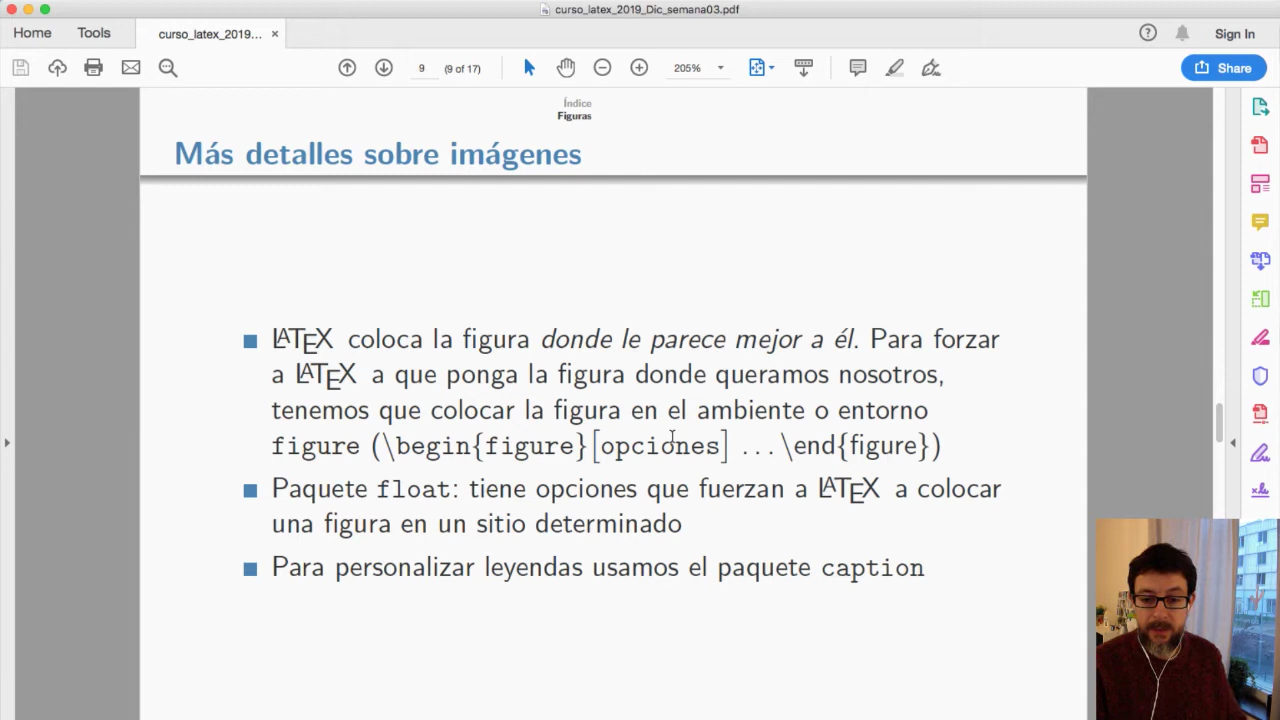 curso_latex_2019_Dic_semana03.pdf
Home Tools curso_latex_2019... × Sign In
9 (9 of 17) 205% Share
Índice
Figuras
Más detalles sobre imágenes
LATEX coloca la figura donde le parece mejor a él. Para forzar
a LATEX a que ponga la figura donde queramos nosotros,
tenemos que colocar la figura en el ambiente o entorno
figure (\begin{figure}[opciones] ...\end{figure})
Paquete float: tiene opciones que fuerzan a LATEX a colocar
una figura en un sitio determinado
Para personalizar leyendas usamos el paquete caption